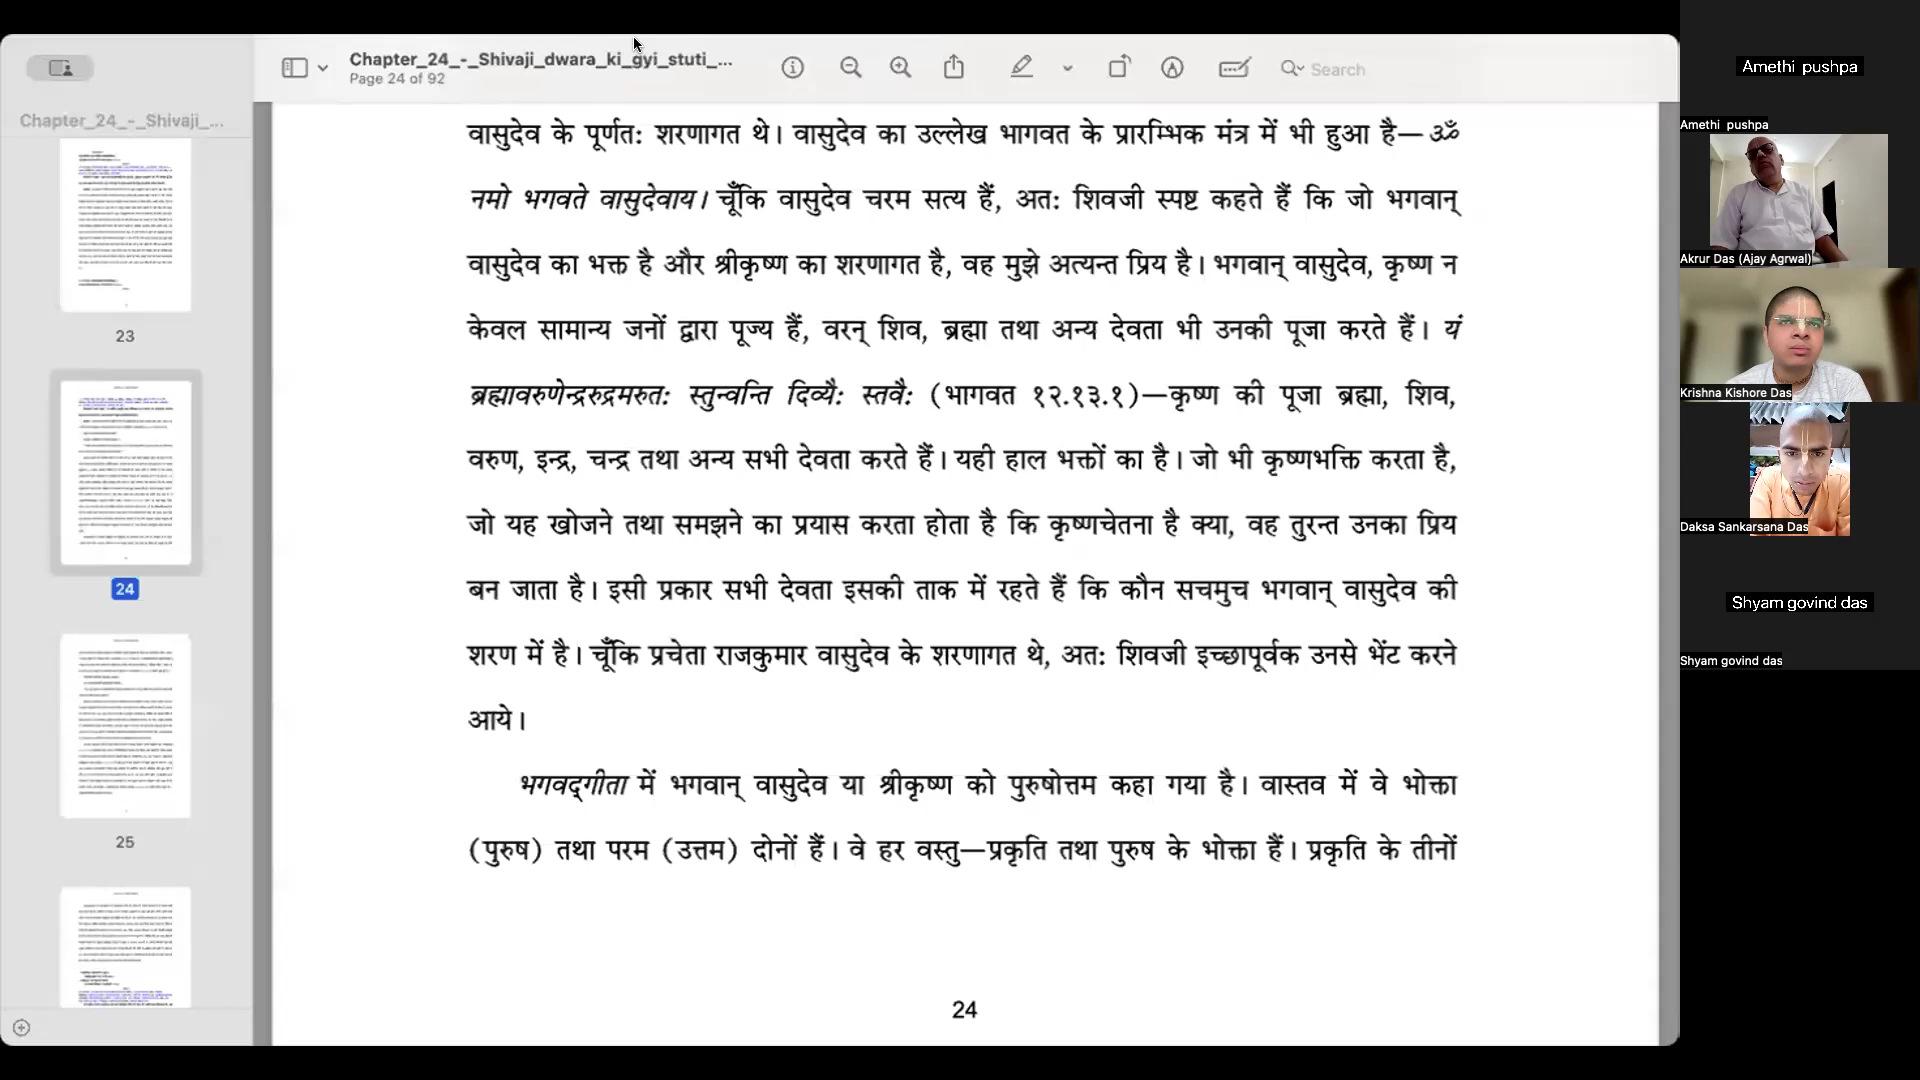 Chapter_24_-_Shivaji_dwara_ki_gyi_stuti_...
Page 24 of 92
Search
Chapter_24_-_Shivaji_...
23
24
25
वासुदेव के पूर्णत: शरणागत थे। वासुदेव का उल्लेख भागवत के प्रारम्भिक मंत्र में भी हुआ है—ॐ
नमो भगवते वासुदेवाय। चूँकि वासुदेव चरम सत्य हैं, अत: शिवजी स्पष्ट कहते हैं कि जो भगवान्
वासुदेव का भक्त है और श्रीकृष्ण का शरणागत है, वह मुझे अत्यन्त प्रिय है। भगवान् वासुदेव, कृष्ण न
केवल सामान्य जनों द्वारा पूज्य हैं, वरन् शिव, ब्रह्मा तथा अन्य देवता भी उनकी पूजा करते हैं। यं
ब्रह्मावरुणेन्द्ररुद्रमरुत: स्तुन्वन्ति दिव्यै: स्तवै: (भागवत १२.१३.१)—कृष्ण की पूजा ब्रह्मा, शिव,
वरुण, इन्द्र, चन्द्र तथा अन्य सभी देवता करते हैं। यही हाल भक्तों का है। जो भी कृष्णभक्ति करता है,
जो यह खोजने तथा समझने का प्रयास करता होता है कि कृष्णचेतना है क्या, वह तुरन्त उनका प्रिय
बन जाता है। इसी प्रकार सभी देवता इसकी ताक में रहते हैं कि कौन सचमुच भगवान् वासुदेव की
शरण में है। चूँकि प्रचेता राजकुमार वासुदेव के शरणागत थे, अत: शिवजी इच्छापूर्वक उनसे भेंट करने
आये।
भगवद्‌गीता में भगवान् वासुदेव या श्रीकृष्ण को पुरुषोत्तम कहा गया है। वास्तव में वे भोक्ता
(पुरुष) तथा परम (उत्तम) दोनों हैं। वे हर वस्तु—प्रकृति तथा पुरुष के भोक्ता हैं। प्रकृति के तीनों
24
Amethi pushpa
Amethi pushpa
Akrur Das (Ajay Agrwal)
Krishna Kishore Das
Daksa Sankarsana Das
Shyam govind das
Shyam govind das